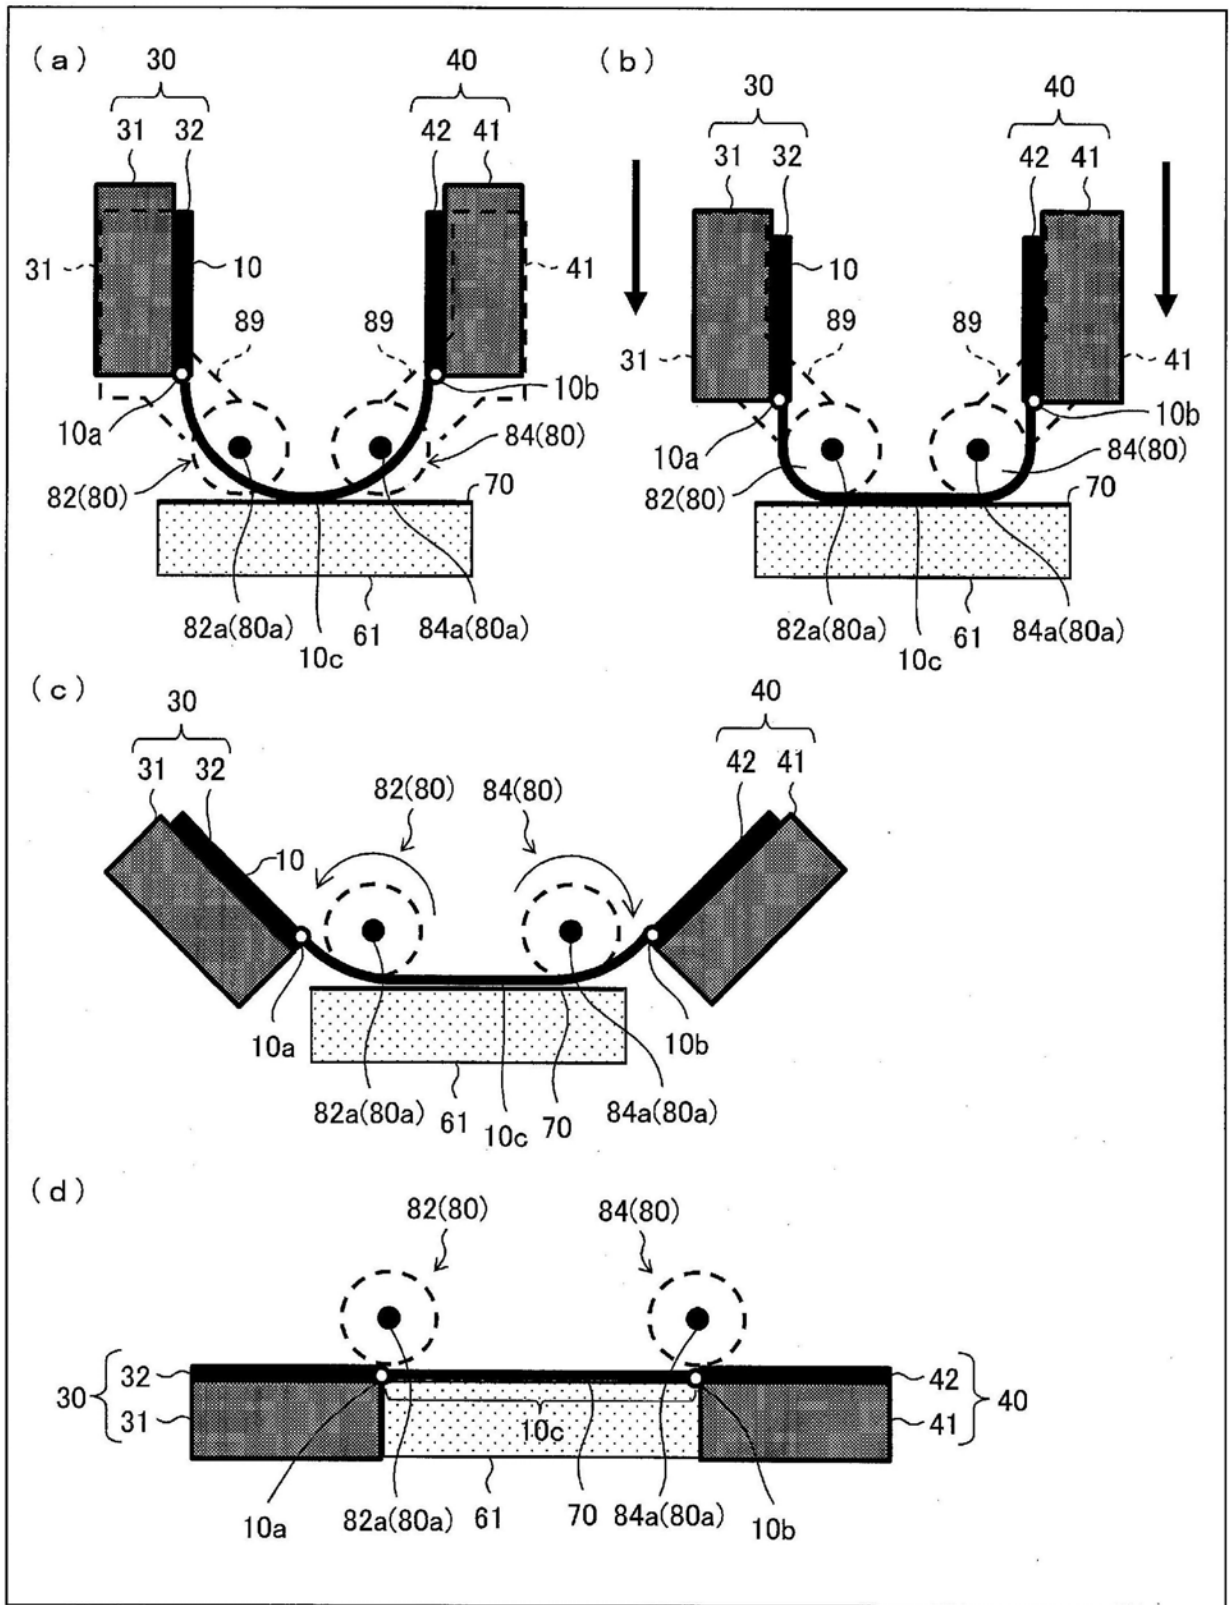 (a) 30 40
31 32 42 41
31 10 41
89 89
10a 10b
82(80) 84(80) 70
82a(80a) 10c 61 84a(80a)
(b) 30 40
31 32 42 41
10
89 89
31 41
10a 10b
82(80) 84(80) 70
82a(80a) 10c 61 84a(80a)
(c) 30 40
31 32 42 41
82(80) 84(80)
10
10a 10b
82a(80a) 61 10c 70 84a(80a)
(d)
82(80) 84(80)
30 32 42 40
31 10c 41
10a 82a(80a) 61 70 84a(80a) 10b